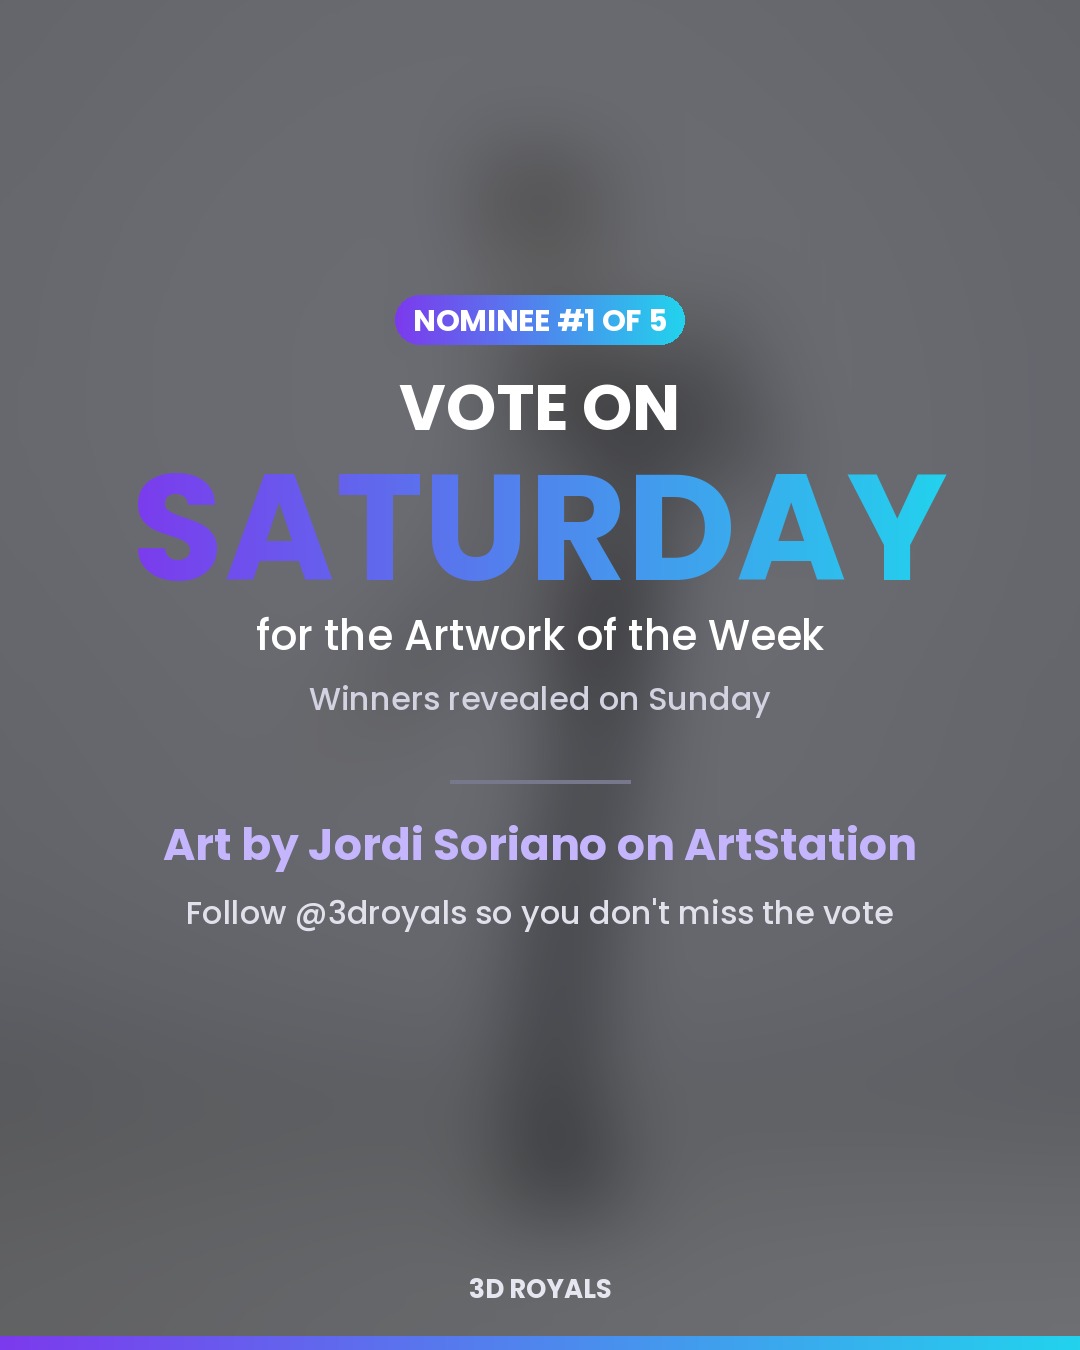 NOMINEE #1 OF 5
VOTE ON
SATURDAY
for the Artwork of the Week
Winners revealed on Sunday
Art by Jordi Soriano on ArtStation
Follow @3droyals so you don't miss the vote
3D ROYALS